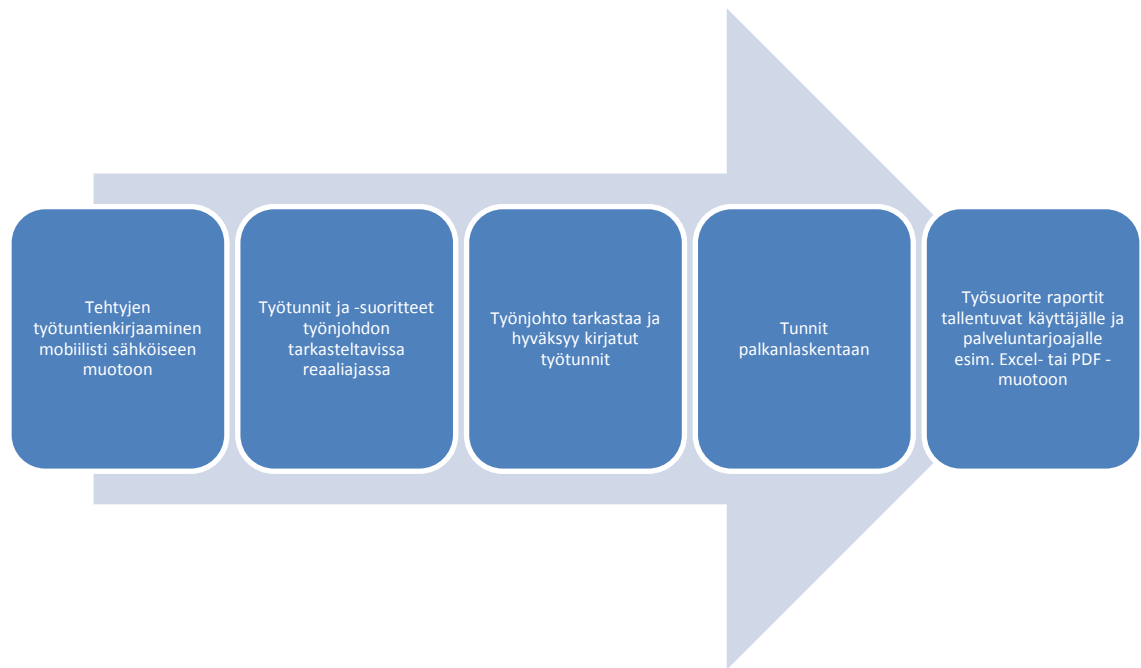 Tehtyjen
työtuntienkirjaaminen
mobiilisti sähköiseen
muotoon
Työtunnit ja -suoritteet
työnjohdon
tarkasteltavissa
reaaliajassa
Työnjohto tarkastaa ja
hyväksyy kirjatut
työtunnit
Tunnit
palkanlaskentaan
Työsuorite raportit
tallentuvat käyttäjälle ja
palveluntarjoajalle
esim. Excel- tai PDF -
muotoon